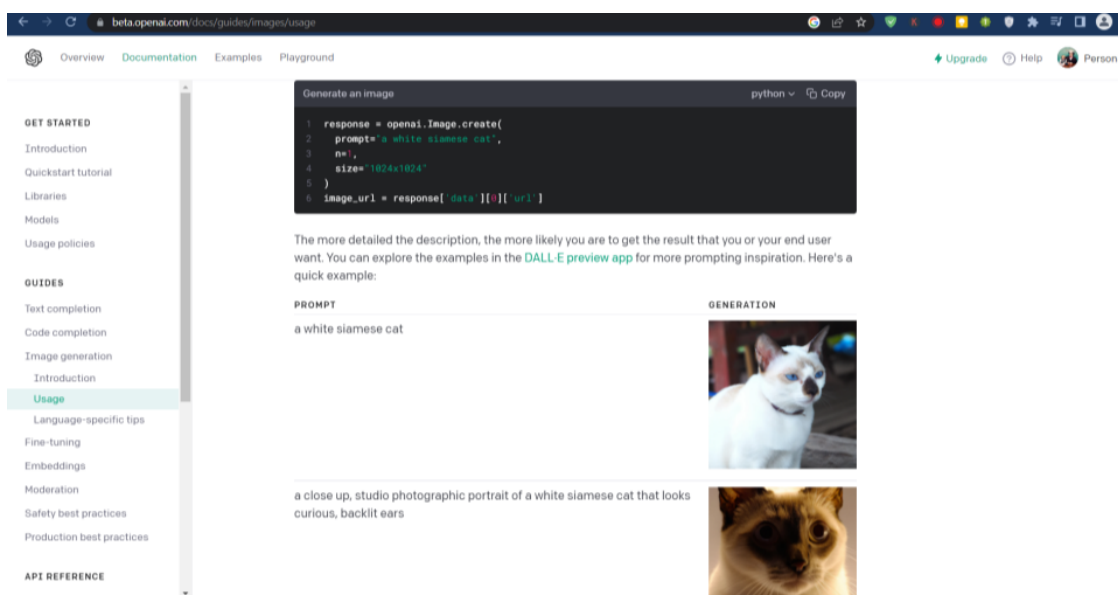 beta.openai.com/docs/guides/images/usage
Overview Documentation Examples Playground
Upgrade Help Person
GET STARTED
Introduction
Quickstart tutorial
Libraries
Models
Usage policies
GUIDES
Text completion
Code completion
Image generation
Introduction
Usage
Language-specific tips
Fine-tuning
Embeddings
Moderation
Safety best practices
Production best practices
API REFERENCE
Generate an image python Copy
1 response = openai.Image.create(
2 prompt="a white siamese cat",
3 n=1,
4 size="1024x1024"
5 )
6 image_url = response['data'][0]['url']
The more detailed the description, the more likely you are to get the result that you or your end user
want. You can explore the examples in the DALL·E preview app for more prompting inspiration. Here's a
quick example:
PROMPT GENERATION
a white siamese cat
a close up, studio photographic portrait of a white siamese cat that looks
curious, backlit ears